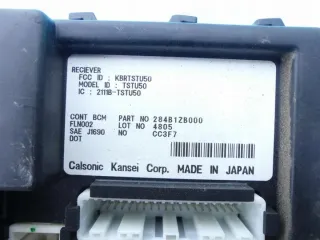 RECIEVER
FCC ID : KBRTSTU50
MODEL ID : TSTU50
IC : 2111B-TSTU50
CONT BCM PART NO 284B1ZB000
FLN002 LOT NO 4805
SAE J1690 NO CC3F7
DOT
Calsonic Kansei Corp. MADE IN JAPAN